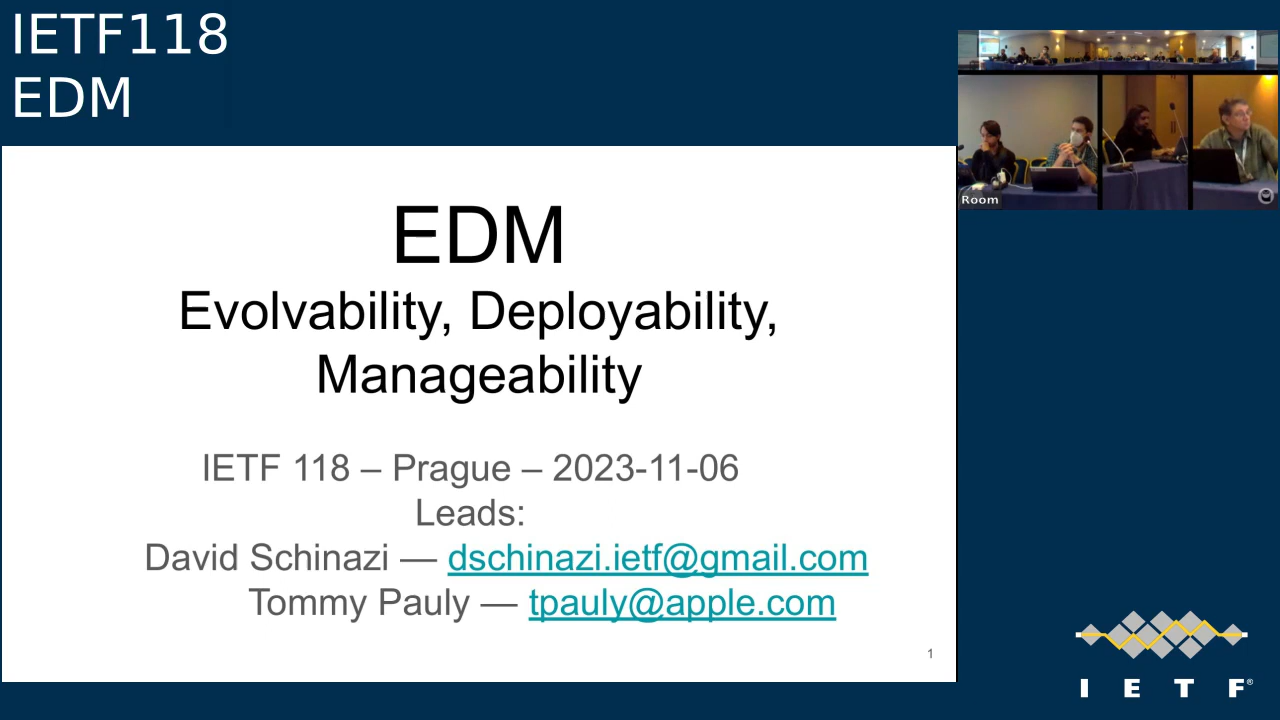 IETF118
EDM
EDM
Evolvability, Deployability,
Manageability
IETF 118 – Prague – 2023-11-06
Leads:
David Schinazi — dschinazi.ietf@gmail.com
Tommy Pauly — tpauly@apple.com
1
Room
I E T F®